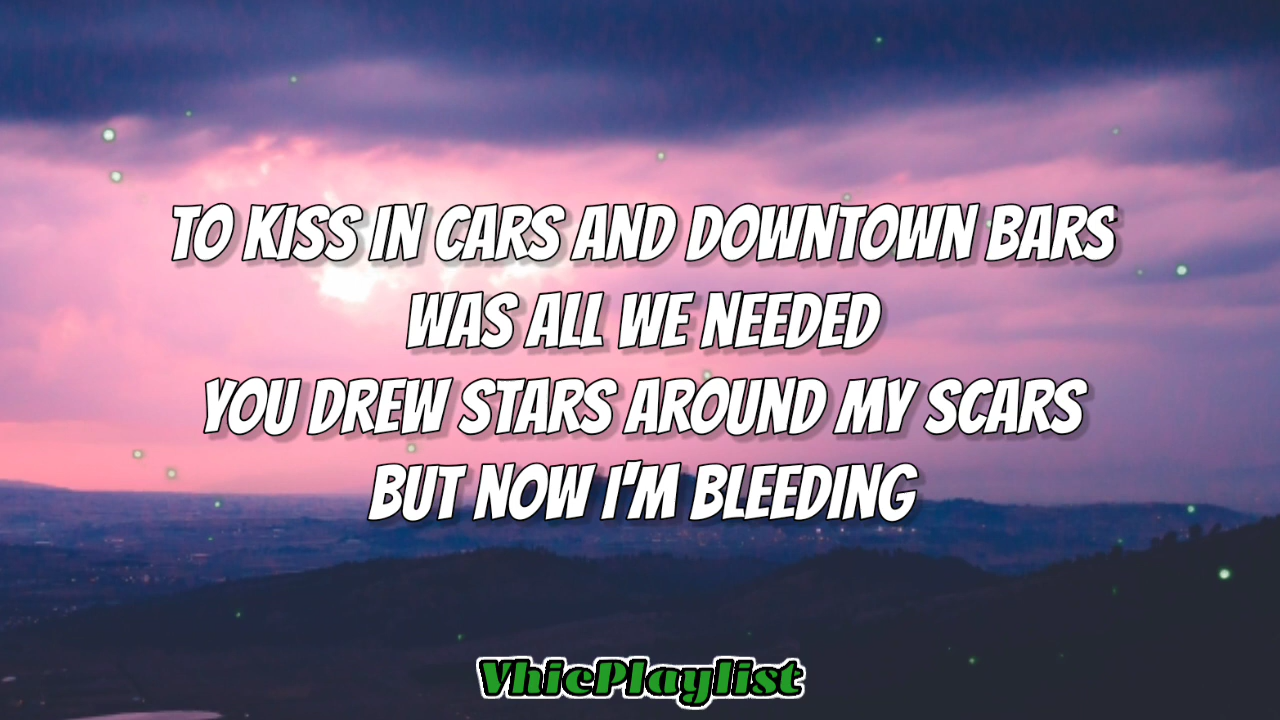 TO KISS IN CARS AND DOWNTOWN BARS
WAS ALL WE NEEDED
YOU DREW STARS AROUND MY SCARS
BUT NOW I'M BLEEDING
VhicPlaylist